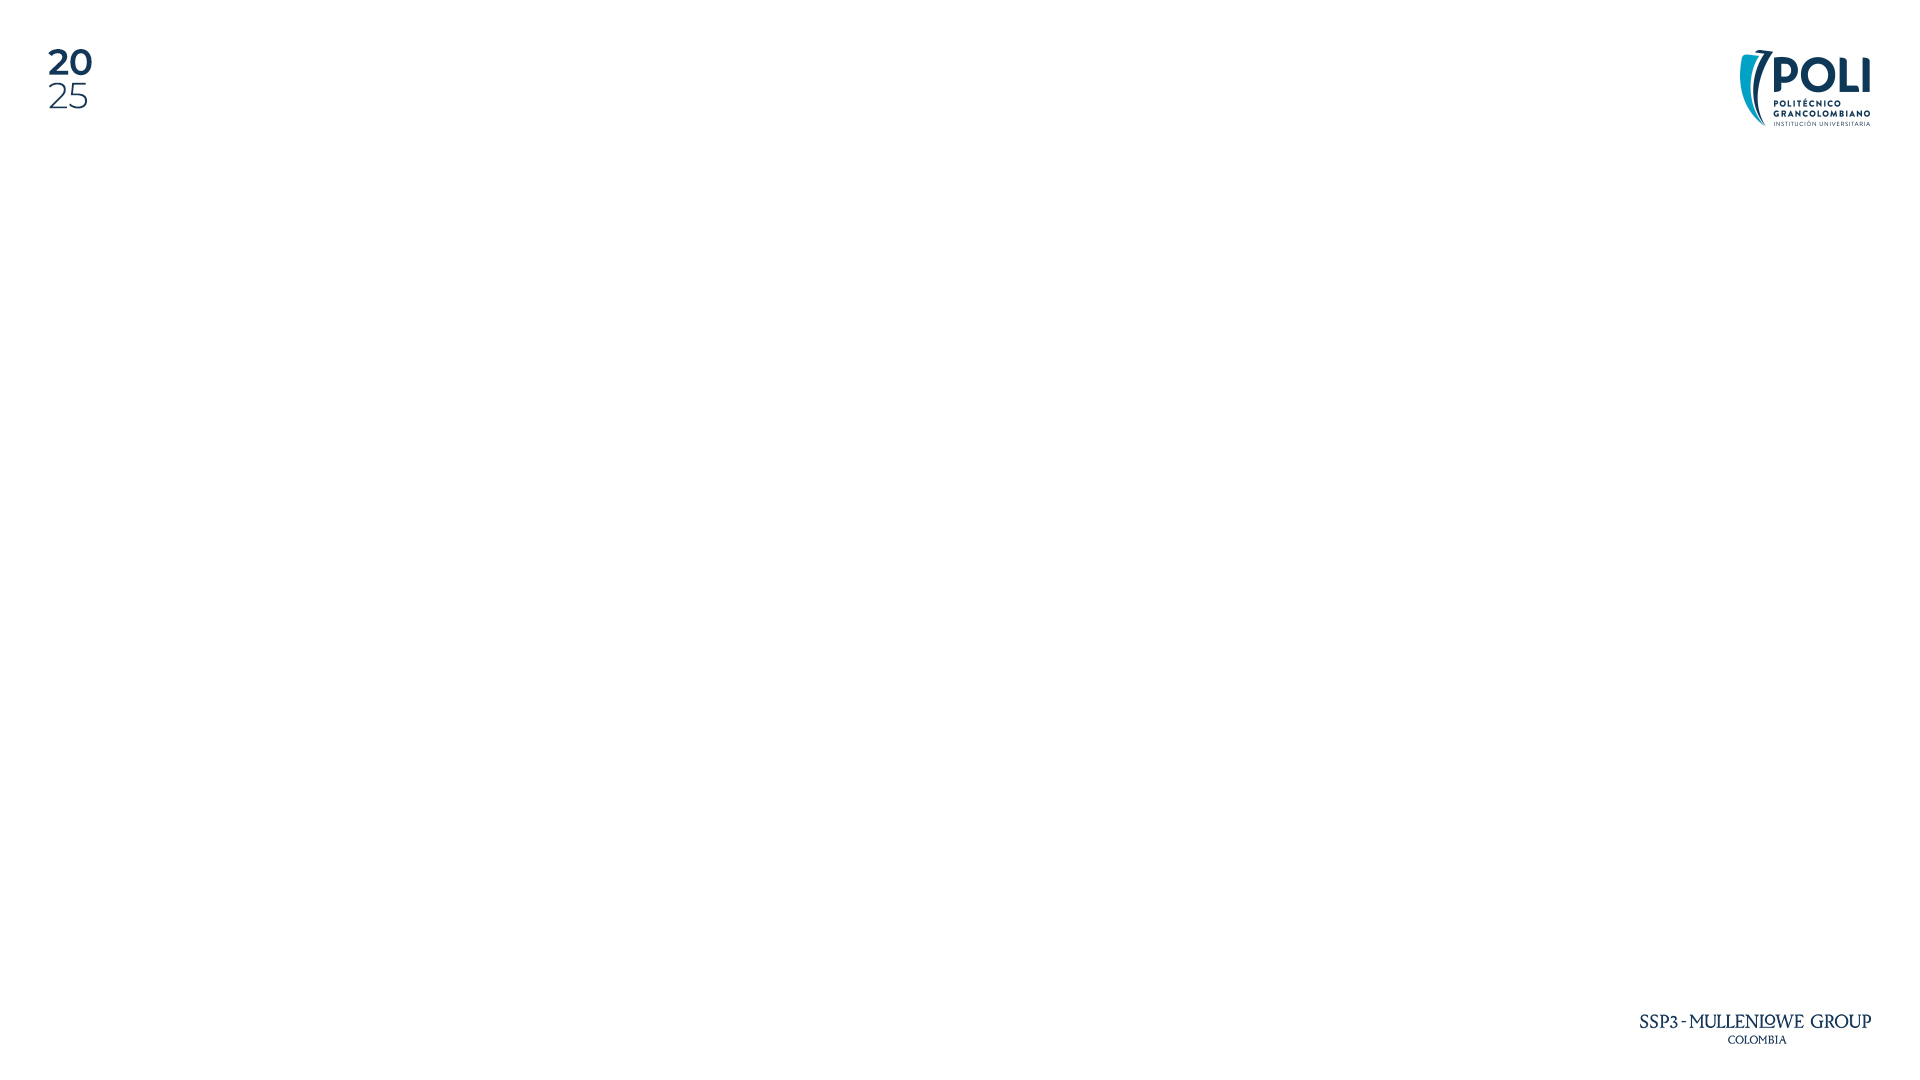 20
25
POLI
POLITÉCNICO
GRANCOLOMBIANO
INSTITUCIÓN UNIVERSITARIA
SSP3-MULLENLOWE GROUP
COLOMBIA